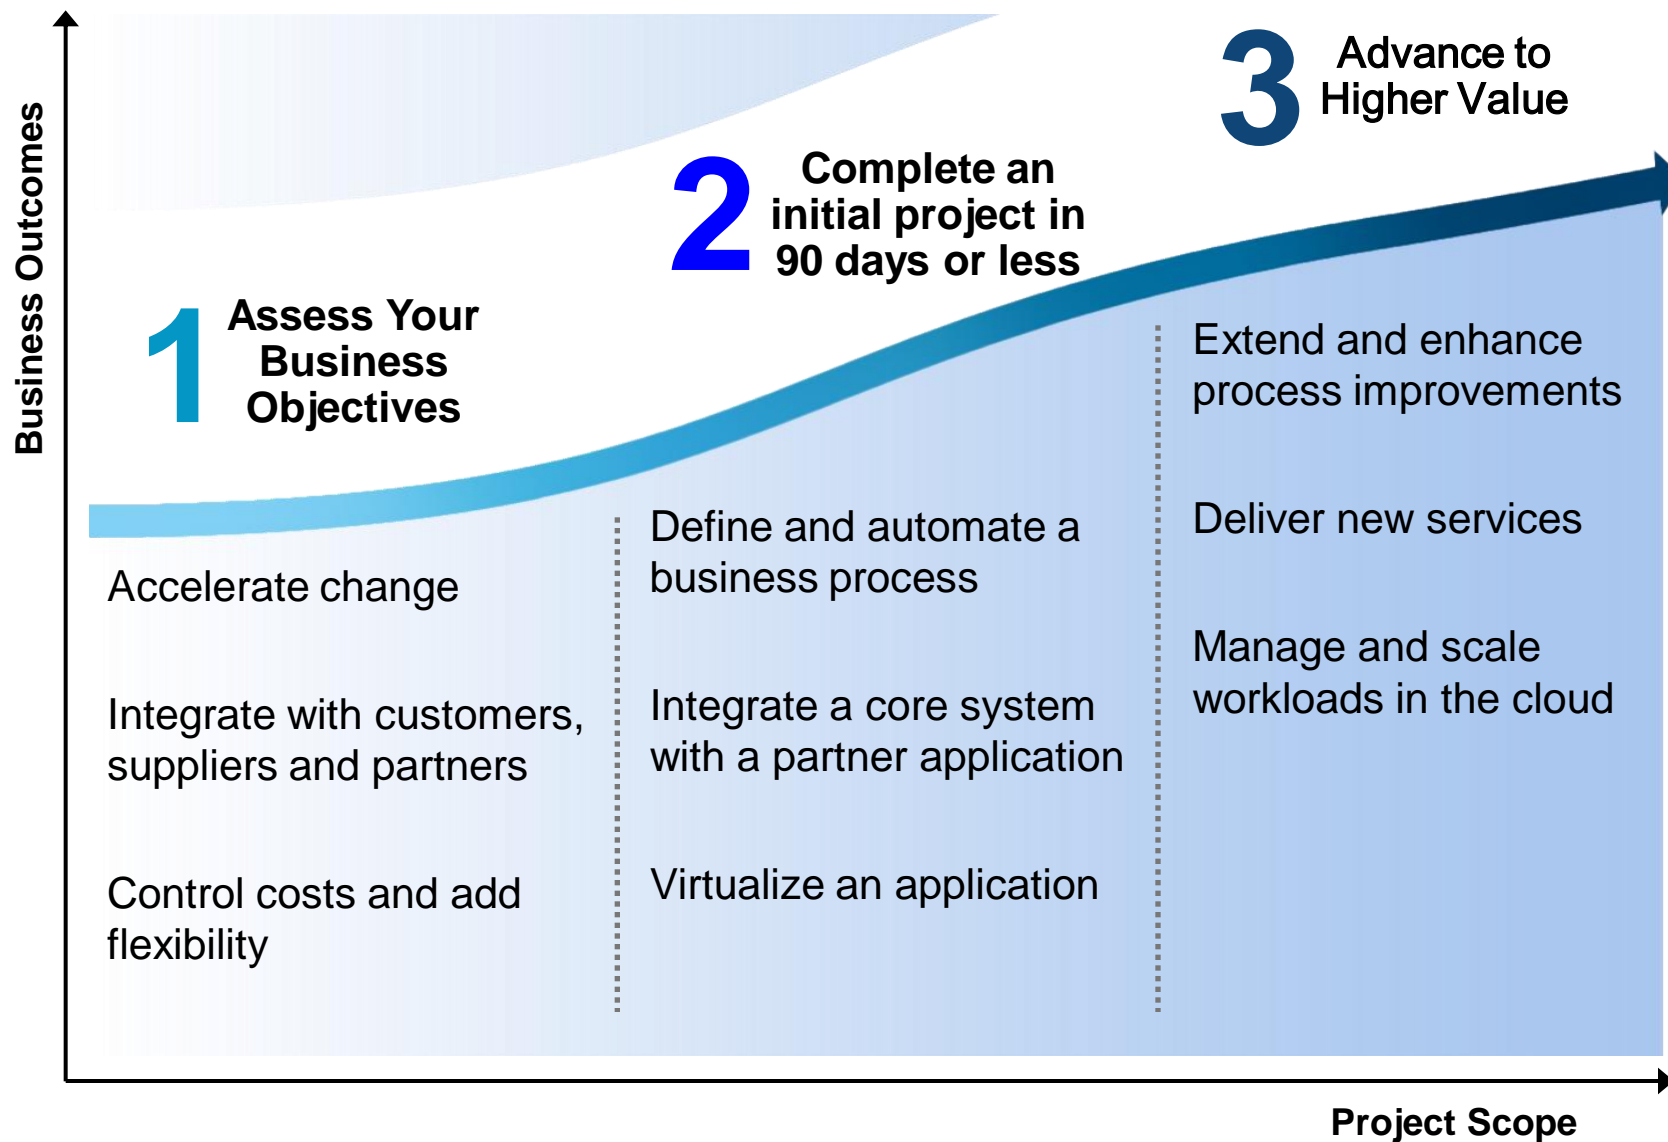 Business Outcomes
1
Assess Your
Business
Objectives
2
Complete an
initial project in
90 days or less
3
Advance to
Higher Value
Accelerate change
Integrate with customers,
suppliers and partners
Control costs and add
flexibility
Define and automate a
business process
Integrate a core system
with a partner application
Virtualize an application
Extend and enhance
process improvements
Deliver new services
Manage and scale
workloads in the cloud
Project Scope